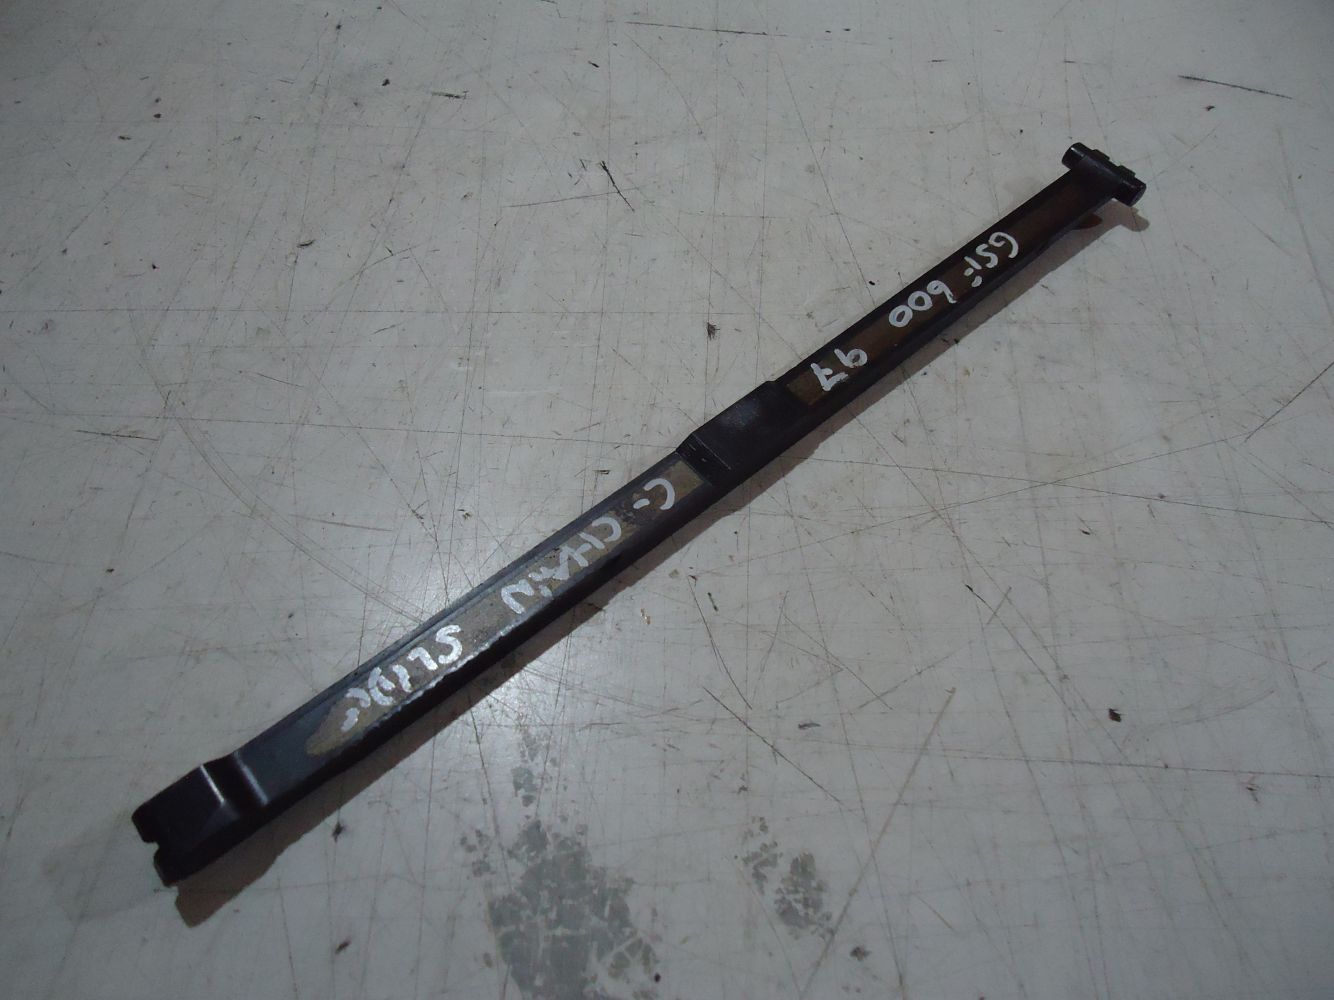 GSF 600 97
C-CHAIN SLIDE